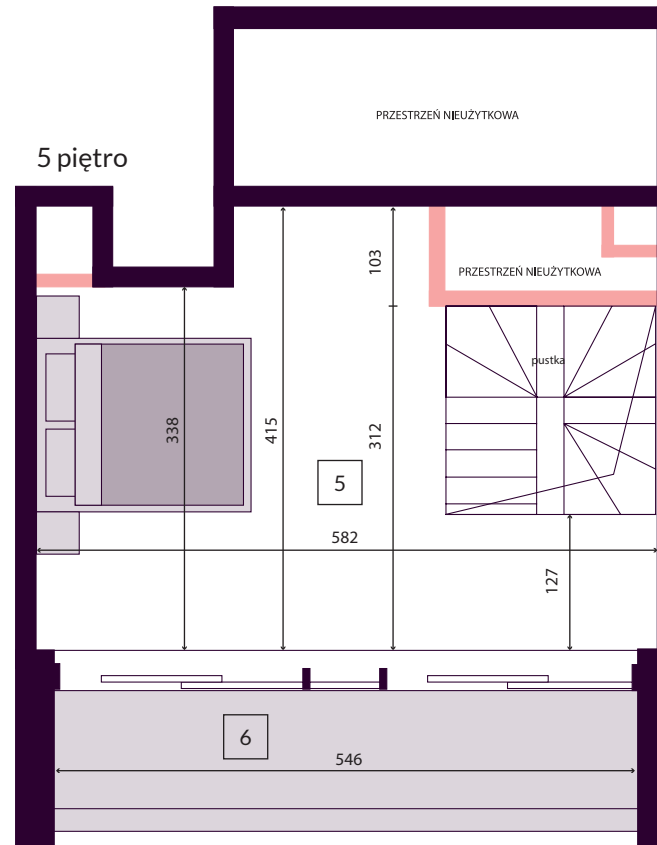 PRZESTRZEŃ NIEUŻYTKOWA
5 piętro
103
PRZESTRZEŃ NIEUŻYTKOWA
pustka
338
415
312
5
582
127
6
546